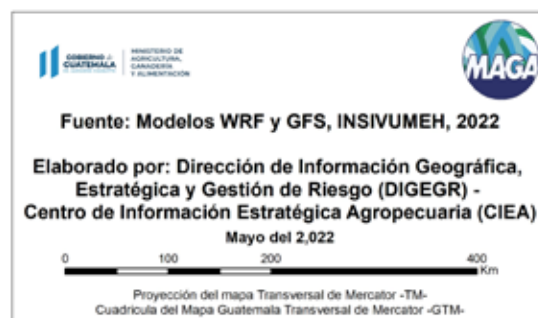 GOBIERNO de
GUATEMALA
MINISTERIO DE
AGRICULTURA,
GANADERÍA
Y ALIMENTACIÓN
MAGA
Fuente: Modelos WRF y GFS, INSIVUMEH, 2022
Elaborado por: Dirección de Información Geográfica,
Estratégica y Gestión de Riesgo (DIGEGR) -
Centro de Información Estratégica Agropecuaria (CIEA)
Mayo del 2,022
0 100 200 400
Km
Proyección del mapa Transversal de Mercator -TM-
Cuadricula del Mapa Guatemala Transversal de Mercator -GTM-